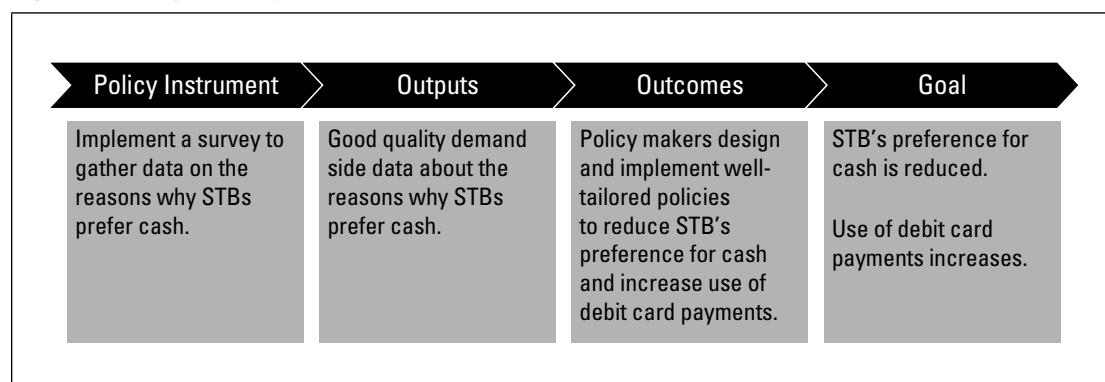 Policy Instrument
Outputs
Outcomes
Goal
Implement a survey to
gather data on the
reasons why STBs
prefer cash.
Good quality demand
side data about the
reasons why STBs
prefer cash.
Policy makers design
and implement well-
tailored policies
to reduce STB’s
preference for cash
and increase use of
debit card payments.
STB’s preference for
cash is reduced.
Use of debit card
payments increases.